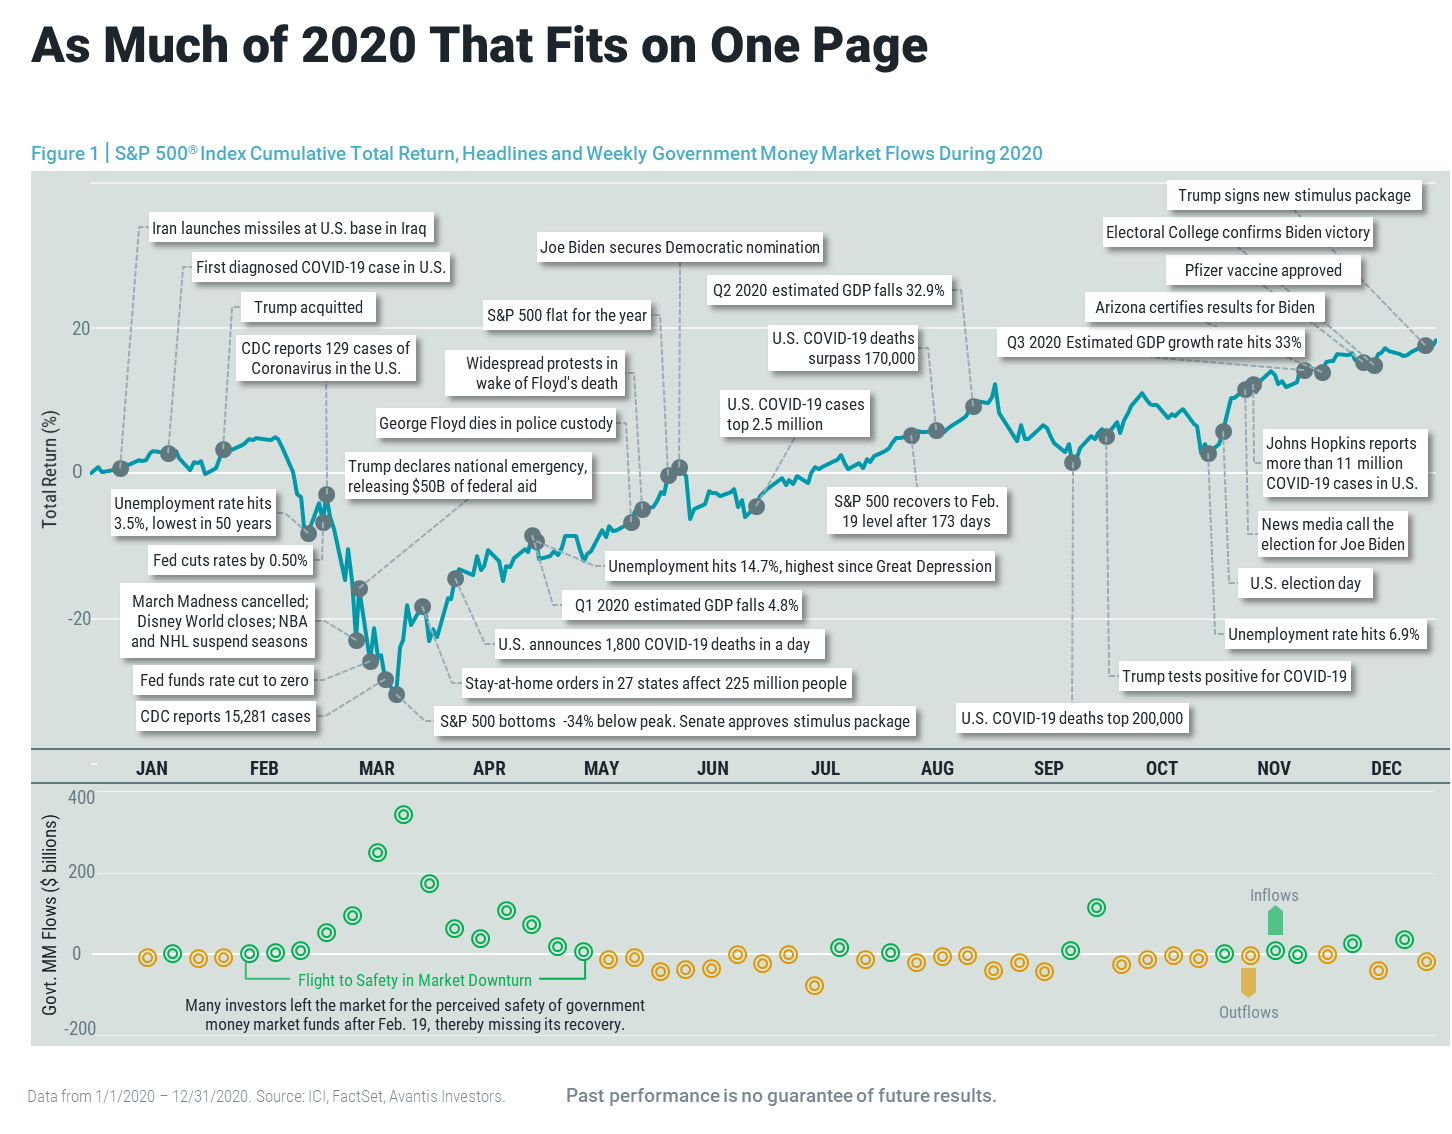 As Much of 2020 That Fits on One Page
Figure 1 | S&P 500® Index Cumulative Total Return, Headlines and Weekly Government Money Market Flows During 2020
Trump signs new stimulus package
Iran launches missiles at U.S. base in Iraq
Electoral College confirms Biden victory
Joe Biden secures Democratic nomination
First diagnosed COVID-19 case in U.S.
Pfizer vaccine approved
Q2 2020 estimated GDP falls 32.9%
Trump acquitted
Arizona certifies results for Biden
S&P 500 flat for the year
20
U.S. COVID-19 deaths
surpass 170,000
Q3 2020 Estimated GDP growth rate hits 33%
CDC reports 129 cases of
Coronavirus in the U.S.
Widespread protests in
wake of Floyd's death
U.S. COVID-19 cases
top 2.5 million
George Floyd dies in police custody
Total Return (%)
Johns Hopkins reports
more than 11 million
COVID-19 cases in U.S.
Trump declares national emergency,
releasing $50B of federal aid
0
Unemployment rate hits
3.5%, lowest in 50 years
S&P 500 recovers to Feb.
19 level after 173 days
News media call the
election for Joe Biden
Fed cuts rates by 0.50%
Unemployment hits 14.7%, highest since Great Depression
U.S. election day
March Madness cancelled;
Disney World closes; NBA
and NHL suspend seasons
Q1 2020 estimated GDP falls 4.8%
-20
Unemployment rate hits 6.9%
U.S. announces 1,800 COVID-19 deaths in a day
Fed funds rate cut to zero
Stay-at-home orders in 27 states affect 225 million people
Trump tests positive for COVID-19
CDC reports 15,281 cases
S&P 500 bottoms -34% below peak. Senate approves stimulus package
U.S. COVID-19 deaths top 200,000
JAN FEB MAR APR MAY JUN JUL AUG SEP OCT NOV DEC
400
Govt. MM Flows ($ billions)
200
Inflows
0
Flight to Safety in Market Downturn
Many investors left the market for the perceived safety of government
money market funds after Feb. 19, thereby missing its recovery.
Outflows
-200
Data from 1/1/2020 – 12/31/2020. Source: ICI, FactSet, Avantis Investors.
Past performance is no guarantee of future results.